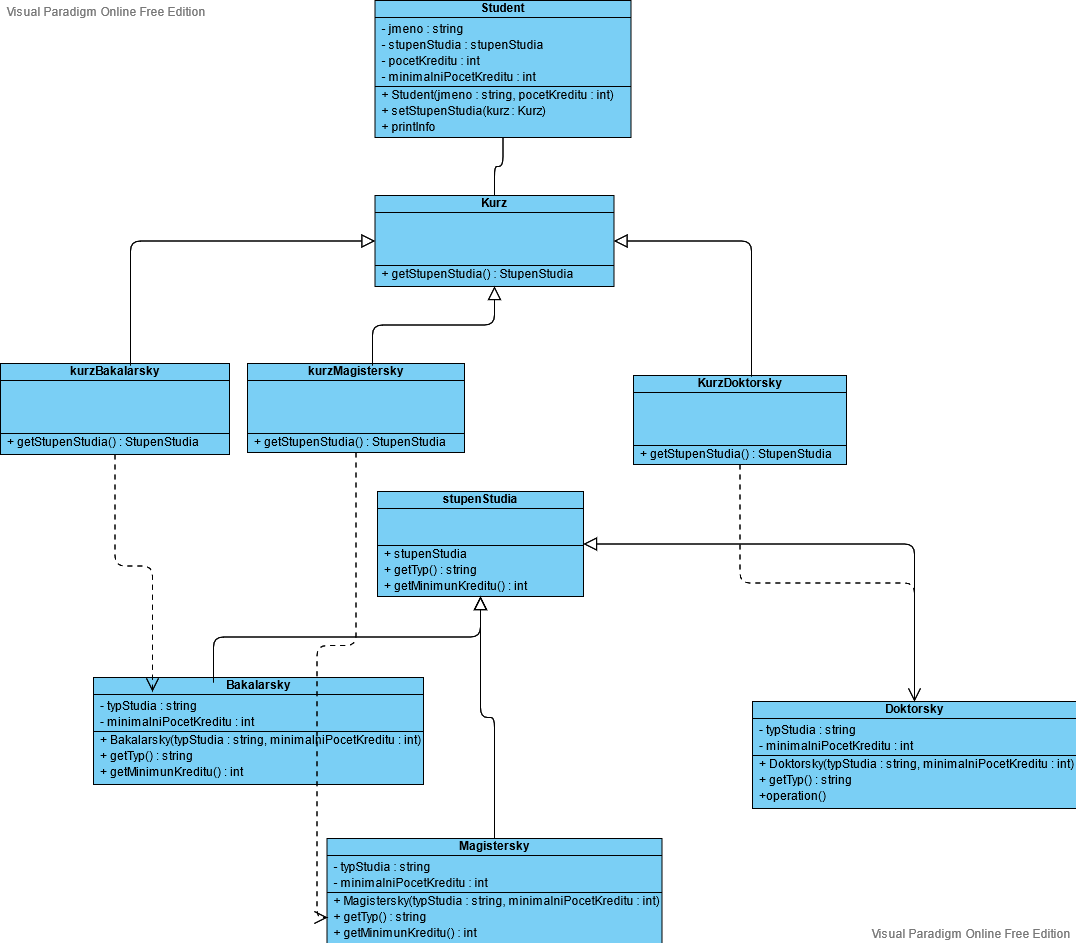 Visual Paradigm Online Free Edition
Student
- jmeno : string
- stupenStudia : stupenStudia
- pocetKreditu : int
- minimalniPocetKreditu : int
+ Student(jmeno : string, pocetKreditu : int)
+ setStupenStudia(kurz : Kurz)
+ printInfo
Kurz
+ getStupenStudia() : StupenStudia
kurzBakalarsky
+ getStupenStudia() : StupenStudia
kurzMagistersky
+ getStupenStudia() : StupenStudia
KurzDoktorsky
+ getStupenStudia() : StupenStudia
stupenStudia
+ stupenStudia
+ getTyp() : string
+ getMinimunKreditu() : int
Bakalarsky
- typStudia : string
- minimalniPocetKreditu : int
+ Bakalarsky(typStudia : string, minimalniPocetKreditu : int)
+ getTyp() : string
+ getMinimunKreditu() : int
Doktorsky
- typStudia : string
- minimalniPocetKreditu : int
+ Doktorsky(typStudia : string, minimalniPocetKreditu : int)
+ getTyp() : string
+operation()
Magistersky
- typStudia : string
- minimalniPocetKreditu : int
+ Magistersky(typStudia : string, minimalniPocetKreditu : int)
+ getTyp() : string
+ getMinimunKreditu() : int
Visual Paradigm Online Free Edition